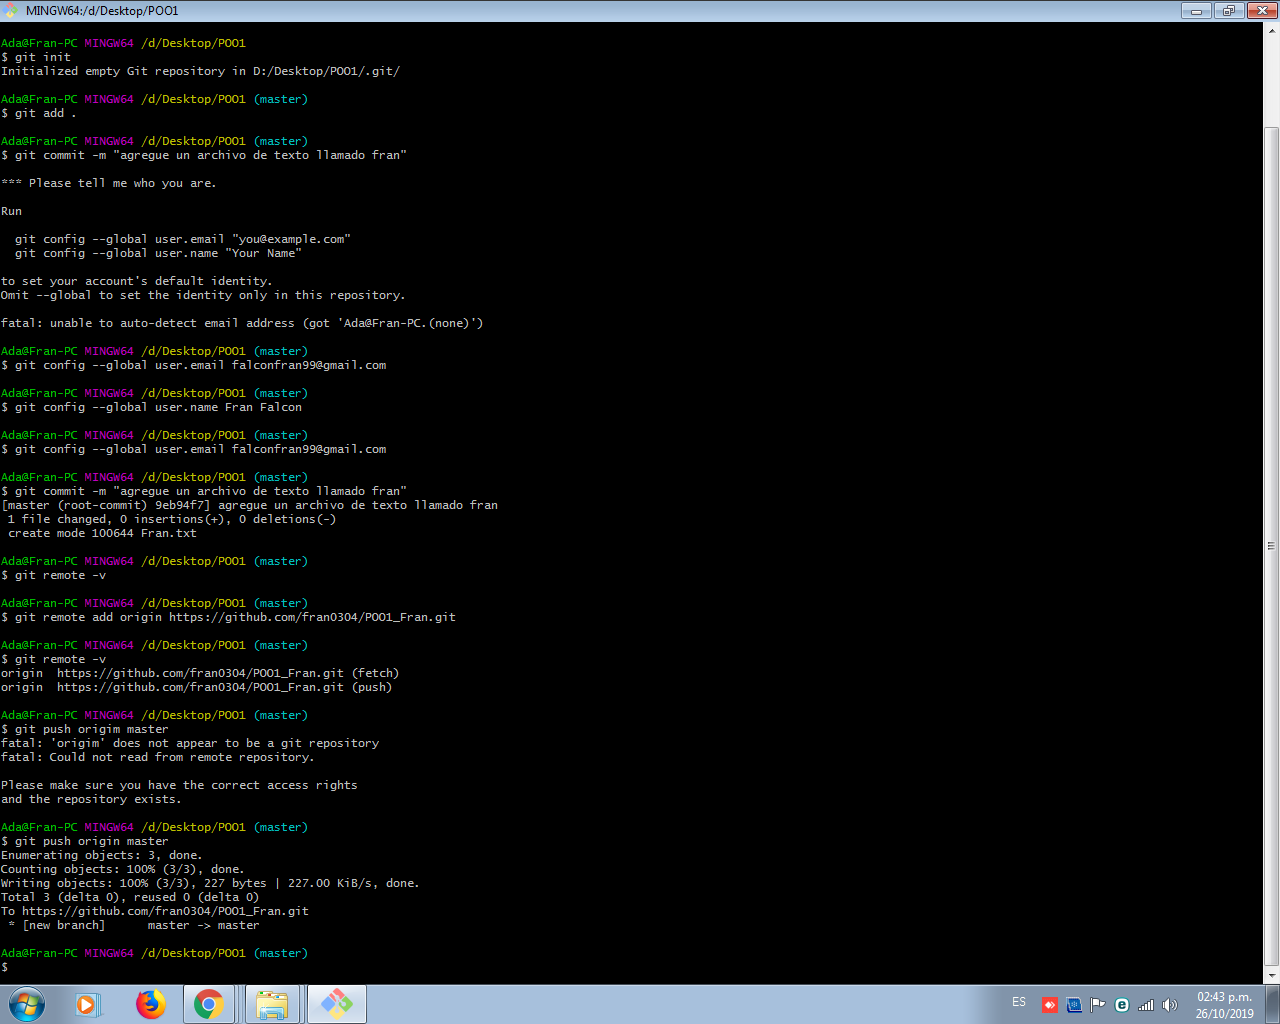 MINGW64:/d/Desktop/POO1
Ada@Fran-PC MINGW64 /d/Desktop/POO1
$ git init
Initialized empty Git repository in D:/Desktop/POO1/.git/
Ada@Fran-PC MINGW64 /d/Desktop/POO1 (master)
$ git add .
Ada@Fran-PC MINGW64 /d/Desktop/POO1 (master)
$ git commit -m "agregue un archivo de texto llamado fran"
*** Please tell me who you are.
Run
git config --global user.email "you@example.com"
git config --global user.name "Your Name"
to set your account's default identity.
Omit --global to set the identity only in this repository.
fatal: unable to auto-detect email address (got 'Ada@Fran-PC.(none)')
Ada@Fran-PC MINGW64 /d/Desktop/POO1 (master)
$ git config --global user.email falconfran99@gmail.com
Ada@Fran-PC MINGW64 /d/Desktop/POO1 (master)
$ git config --global user.name Fran Falcon
Ada@Fran-PC MINGW64 /d/Desktop/POO1 (master)
$ git config --global user.email falconfran99@gmail.com
Ada@Fran-PC MINGW64 /d/Desktop/POO1 (master)
$ git commit -m "agregue un archivo de texto llamado fran"
[master (root-commit) 9eb94f7] agregue un archivo de texto llamado fran
1 file changed, 0 insertions(+), 0 deletions(-)
create mode 100644 Fran.txt
Ada@Fran-PC MINGW64 /d/Desktop/POO1 (master)
$ git remote -v
Ada@Fran-PC MINGW64 /d/Desktop/POO1 (master)
$ git remote add origin https://github.com/fran0304/POO1_Fran.git
Ada@Fran-PC MINGW64 /d/Desktop/POO1 (master)
$ git remote -v
origin https://github.com/fran0304/POO1_Fran.git (fetch)
origin https://github.com/fran0304/POO1_Fran.git (push)
Ada@Fran-PC MINGW64 /d/Desktop/POO1 (master)
$ git push origim master
fatal: 'origim' does not appear to be a git repository
fatal: Could not read from remote repository.
Please make sure you have the correct access rights
and the repository exists.
Ada@Fran-PC MINGW64 /d/Desktop/POO1 (master)
$ git push origin master
Enumerating objects: 3, done.
Counting objects: 100% (3/3), done.
Writing objects: 100% (3/3), 227 bytes | 227.00 KiB/s, done.
Total 3 (delta 0), reused 0 (delta 0)
To https://github.com/fran0304/POO1_Fran.git
* [new branch] master -> master
Ada@Fran-PC MINGW64 /d/Desktop/POO1 (master)
$
ES
02:43 p.m.
26/10/2019